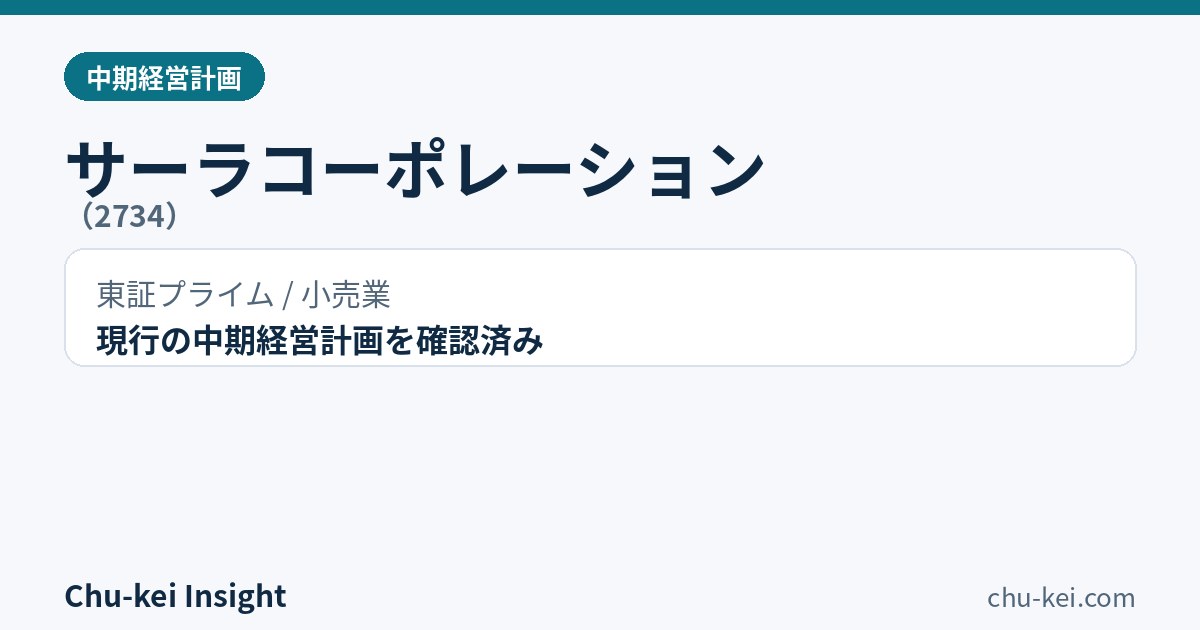 中期経営計画
サーラコーポレーション
（2734）
東証プライム / 小売業
現行の中期経営計画を確認済み
Chu-kei Insight
chu-kei.com